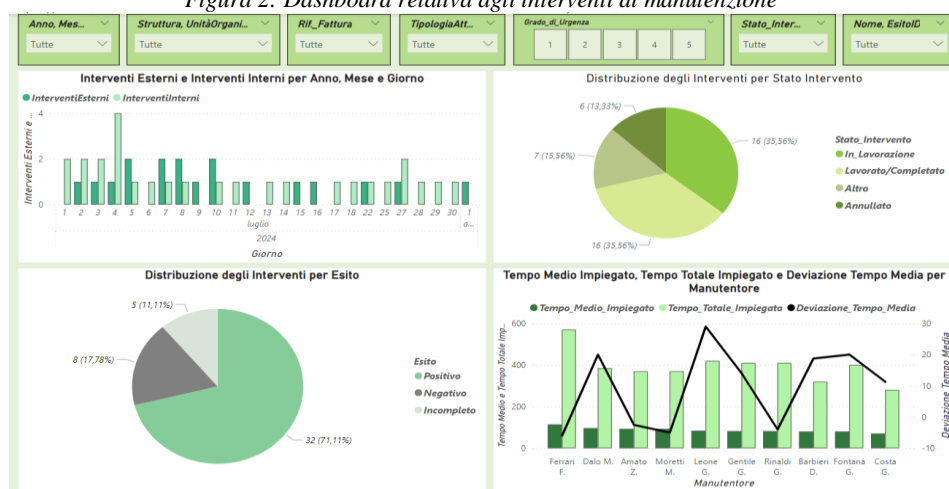 Figura 2: Dashboard relativa agli interventi di manutenzione
Anno, Mes... Struttura, UnitàOrgani... Rif_Fattura TipologiaAtt... Grado_di_Urgenza Stato_Inter... Nome, EsitoID
Tutte Tutte Tutte Tutte 1 2 3 4 5 Tutte Tutte
Interventi Esterni e Interventi Interni per Anno, Mese e Giorno
InterventiEsterni InterventiInterni
Interventi Esterni e ...
4
2
0
1 2 3 4 5 6 7 8 9 10 11 12 13 14 15 16 17 18 22 25 27 28 29 30 1
luglio a...
2024
Giorno
Distribuzione degli Interventi per Stato Intervento
6 (13,33%)
16 (35,56%)
7 (15,56%)
16 (35,56%)
Stato_Intervento
In_Lavorazione
Lavorato/Completato
Altro
Annullato
Distribuzione degli Interventi per Esito
5 (11,11%)
8 (17,78%)
32 (71,11%)
Esito
Positivo
Negativo
Incompleto
Tempo Medio Impiegato, Tempo Totale Impiegato e Deviazione Tempo Media per
Manutentore
Tempo_Medio_Impiegato Tempo_Totale_Impiegato Deviazione_Tempo_Media
Tempo Medio e Tempo Totale Imp...
600
400
200
0
30
20
10
0
-10
Deviazione Tempo Media
Ferrari Dalo M. Amato Moretti Leone Gentile Rinaldi Barbieri Fontana Costa
F. Z. M. G. G. G. D. G. G.
Manutentore